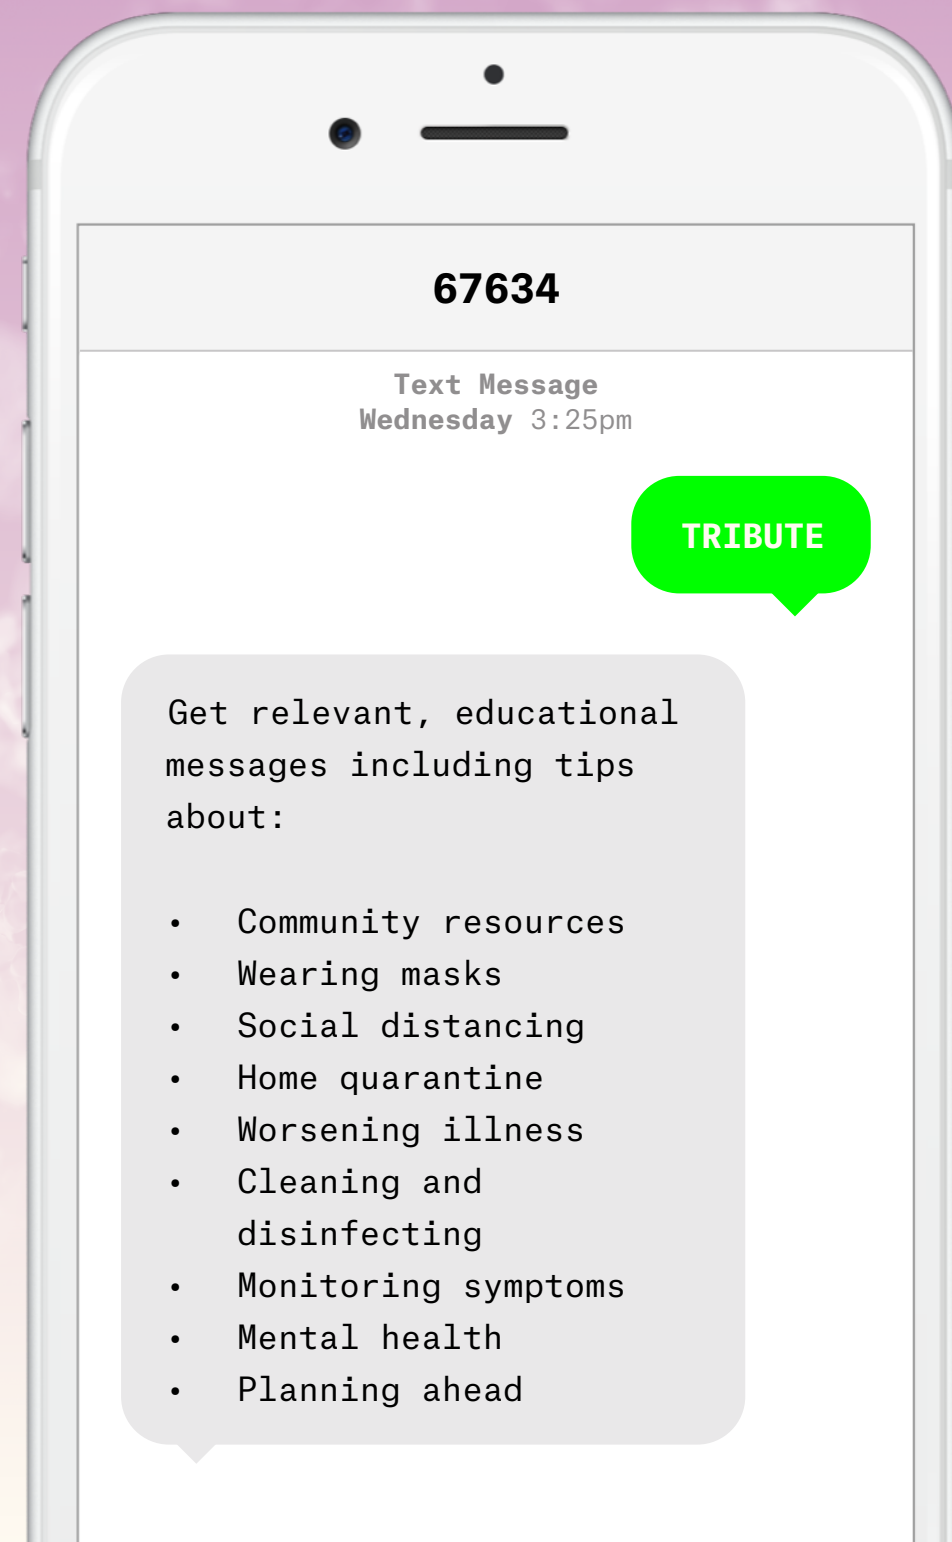 67634
Text Message
Wednesday 3:25pm
TRIBUTE
Get relevant, educational
messages including tips
about:
• Community resources
• Wearing masks
• Social distancing
• Home quarantine
• Worsening illness
• Cleaning and
disinfecting
• Monitoring symptoms
• Mental health
• Planning ahead